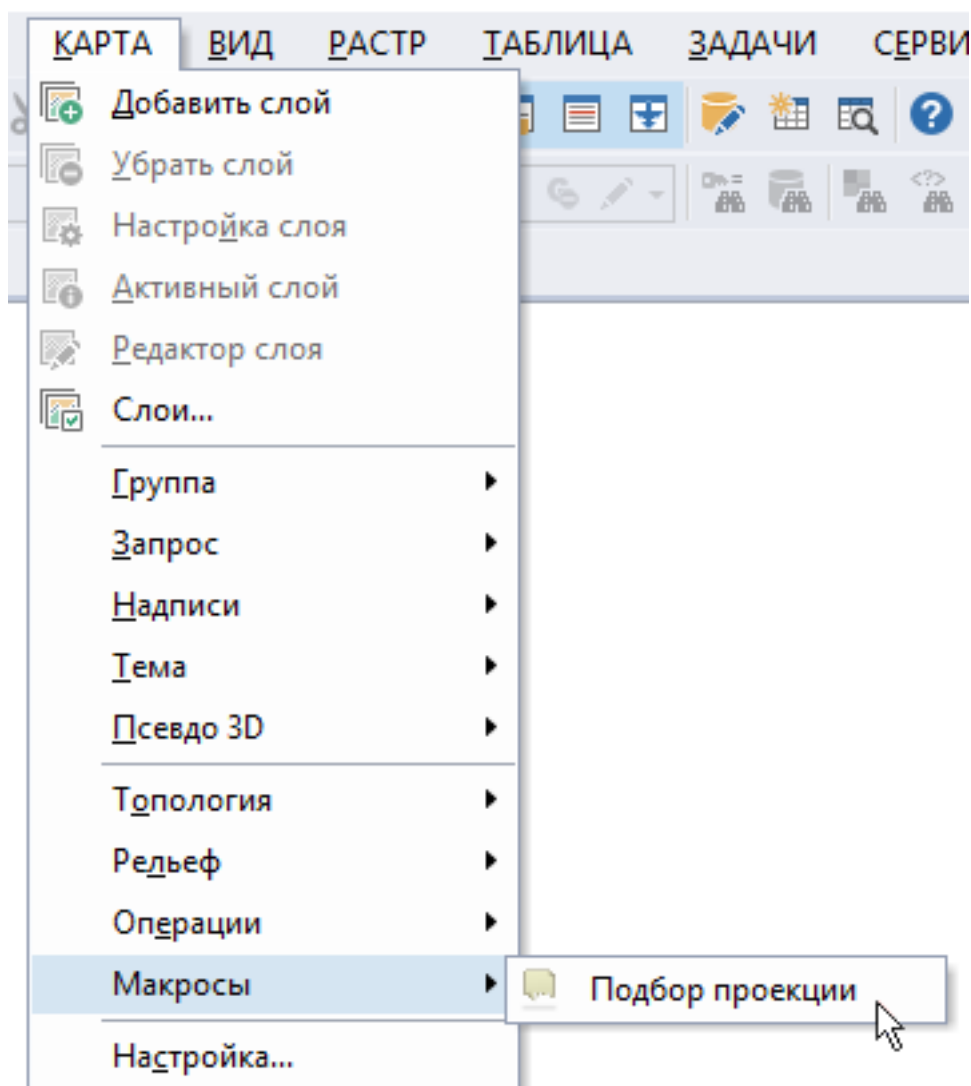 КАРТА ВИД РАСТР ТАБЛИЦА ЗАДАЧИ СЕРВИ
Добавить слой
Убрать слой
Настройка слоя
Активный слой
Редактор слоя
Слои...
Группа
Запрос
Надписи
Тема
Псевдо 3D
Топология
Рельеф
Операции
Макросы
Подбор проекции
Настройка...